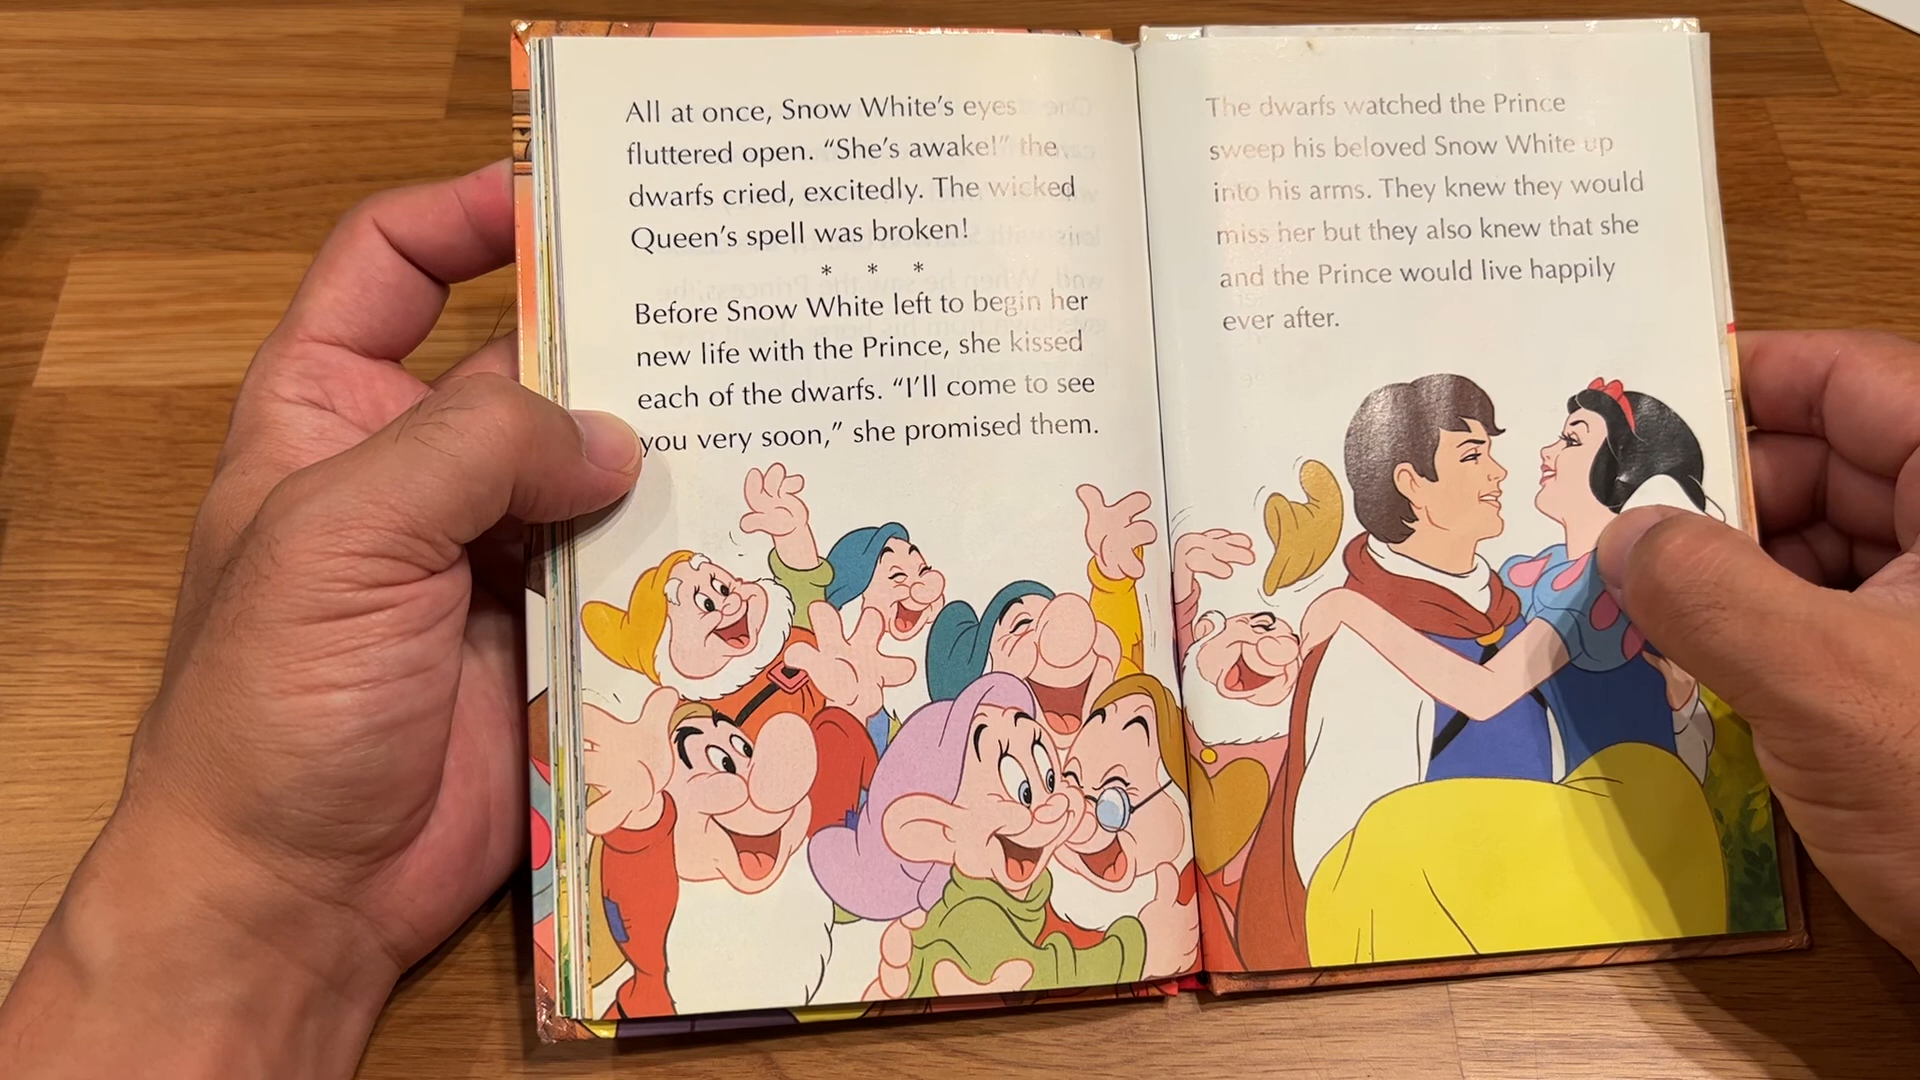 All at once, Snow White's eyes
fluttered open. “She's awake!” the
dwarfs cried, excitedly. The wicked
Queen's spell was broken!
* * *
Before Snow White left to begin her
new life with the Prince, she kissed
each of the dwarfs. “I'll come to see
you very soon,” she promised them.
The dwarfs watched the Prince
sweep his beloved Snow White up
into his arms. They knew they would
miss her but they also knew that she
and the Prince would live happily
ever after.